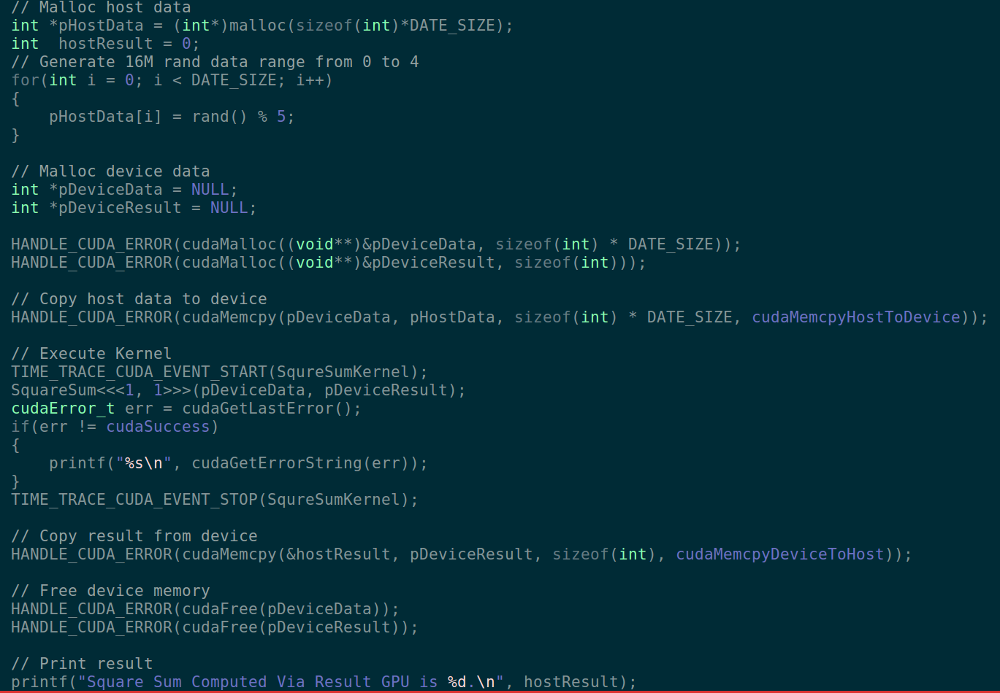 // Malloc host data
int *pHostData = (int*)malloc(sizeof(int)*DATE_SIZE);
int  hostResult = 0;
// Generate 16M rand data range from 0 to 4
for(int i = 0; i < DATE_SIZE; i++)
{
    pHostData[i] = rand() % 5;
}

// Malloc device data
int *pDeviceData = NULL;
int *pDeviceResult = NULL;

HANDLE_CUDA_ERROR(cudaMalloc((void**)&pDeviceData, sizeof(int) * DATE_SIZE));
HANDLE_CUDA_ERROR(cudaMalloc((void**)&pDeviceResult, sizeof(int)));

// Copy host data to device
HANDLE_CUDA_ERROR(cudaMemcpy(pDeviceData, pHostData, sizeof(int) * DATE_SIZE, cudaMemcpyHostToDevice));

// Execute Kernel
TIME_TRACE_CUDA_EVENT_START(SqureSumKernel);
SquareSum<<<1, 1>>>(pDeviceData, pDeviceResult);
cudaError_t err = cudaGetLastError();
if(err != cudaSuccess)
{
    printf("%s\n", cudaGetErrorString(err));
}
TIME_TRACE_CUDA_EVENT_STOP(SqureSumKernel);

// Copy result from device
HANDLE_CUDA_ERROR(cudaMemcpy(&hostResult, pDeviceResult, sizeof(int), cudaMemcpyDeviceToHost));

// Free device memory
HANDLE_CUDA_ERROR(cudaFree(pDeviceData));
HANDLE_CUDA_ERROR(cudaFree(pDeviceResult));

// Print result
printf("Square Sum Computed Via Result GPU is %d.\n", hostResult);